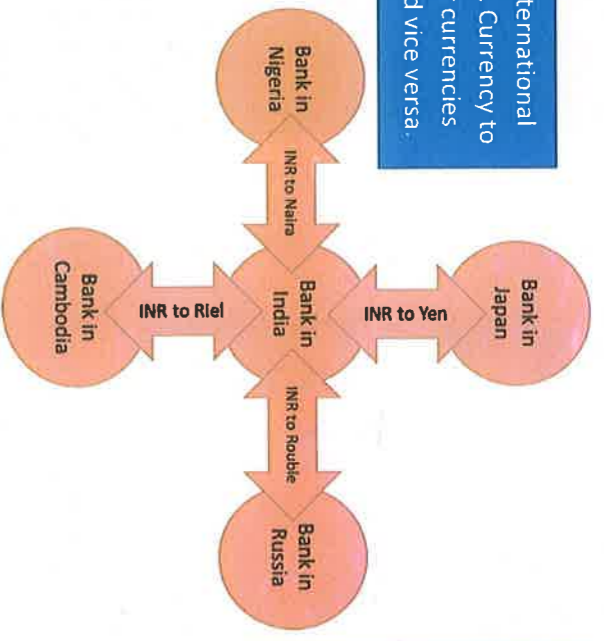 ternational
. Currency to
currencies
d vice versa.
Bank in
Nigeria
INR to Naira
Bank in
Japan
INR to Yen
Bank in
India
INR to Riel
Bank in
Cambodia
INR to Rouble
Bank in
Russia